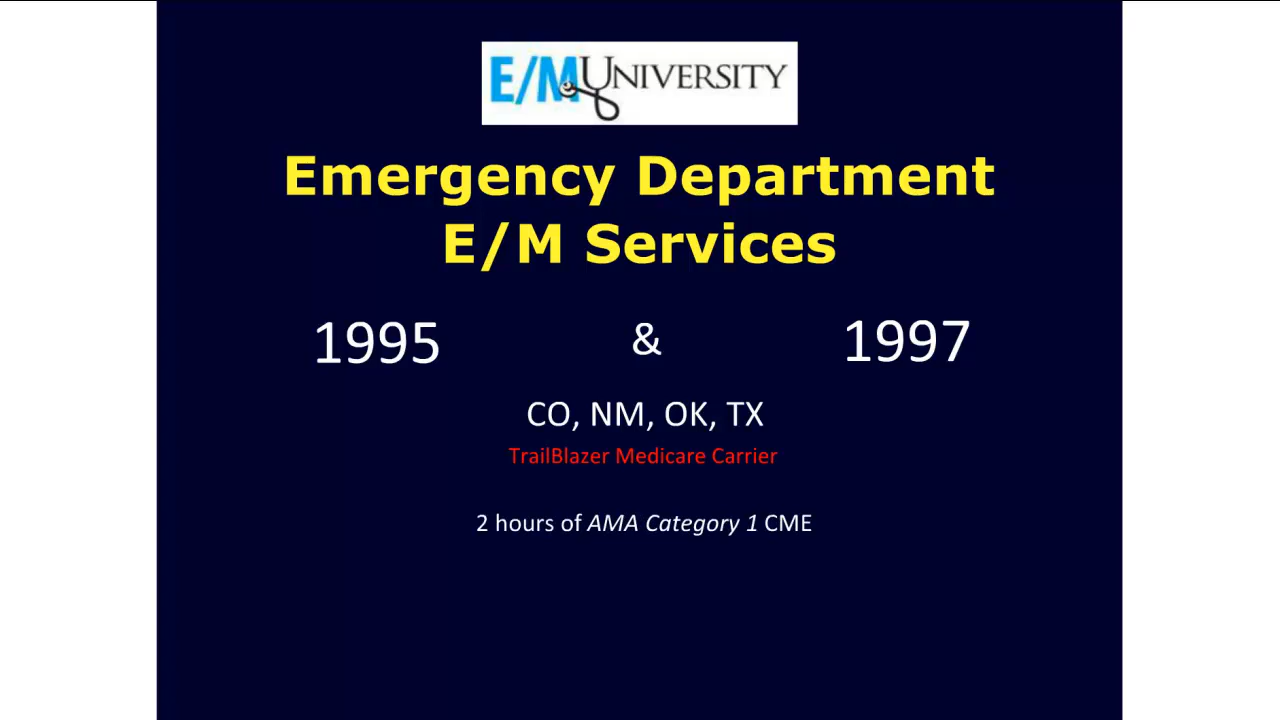 E/M UNIVERSITY
Emergency Department
E/M Services
1995 & 1997
CO, NM, OK, TX
TrailBlazer Medicare Carrier
2 hours of AMA Category 1 CME